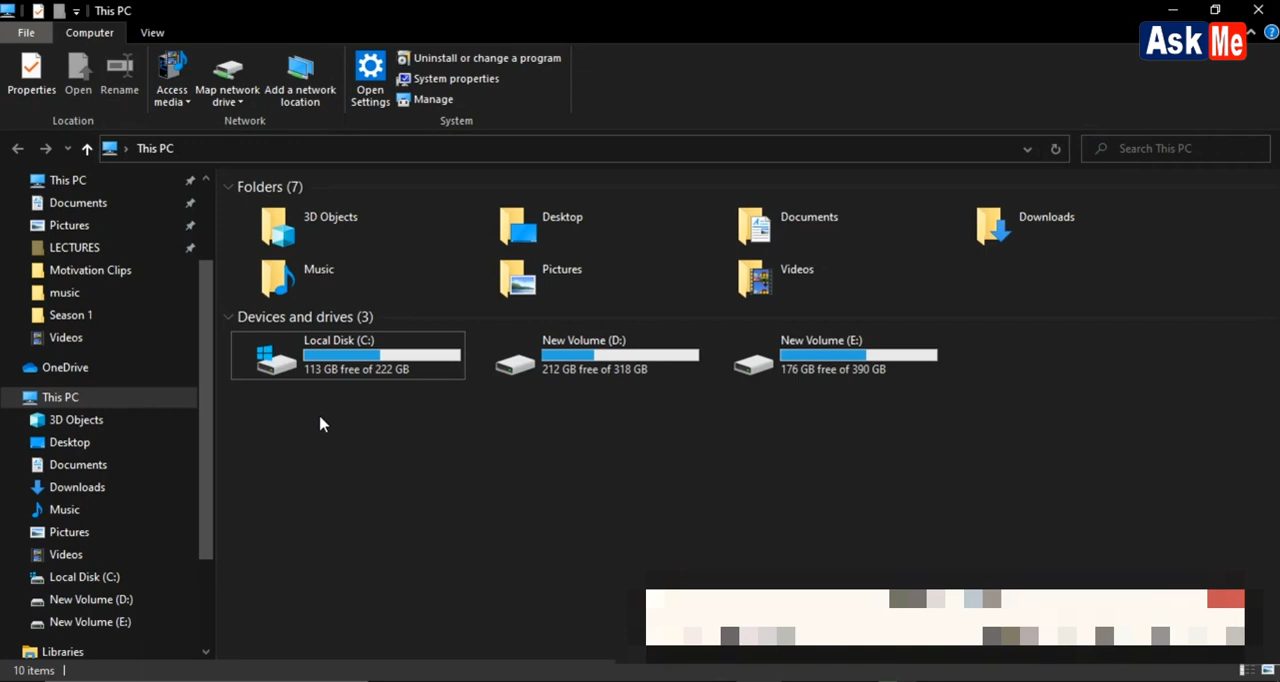 This PC
File Computer View
Ask Me
Properties Open Rename Access media Map network drive Add a network location Open Settings
Uninstall or change a program
System properties
Manage
Location Network System
This PC
Search This PC
This PC
Documents
Pictures
LECTURES
Motivation Clips
music
Season 1
Videos
OneDrive
This PC
3D Objects
Desktop
Documents
Downloads
Music
Pictures
Videos
Local Disk (C:)
New Volume (D:)
New Volume (E:)
Libraries
Folders (7)
3D Objects Desktop Documents Downloads
Music Pictures Videos
Devices and drives (3)
Local Disk (C:)
113 GB free of 222 GB
New Volume (D:)
212 GB free of 318 GB
New Volume (E:)
176 GB free of 390 GB
10 items